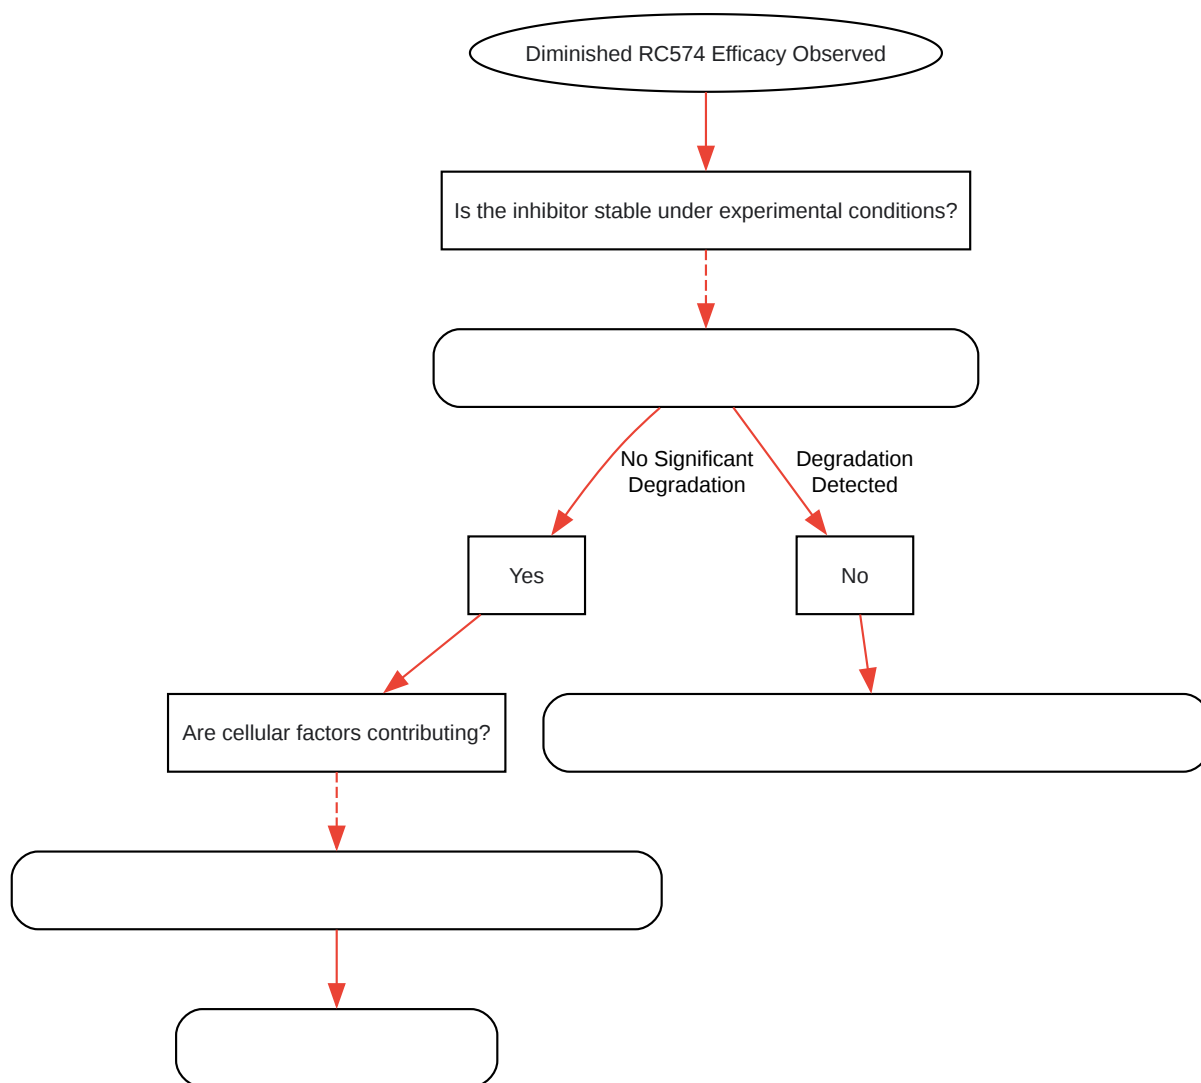 Diminished RC574 Efficacy Observed
Is the inhibitor stable under experimental conditions?
No Significant
Degradation
Degradation
Detected
Yes
No
Are cellular factors contributing?